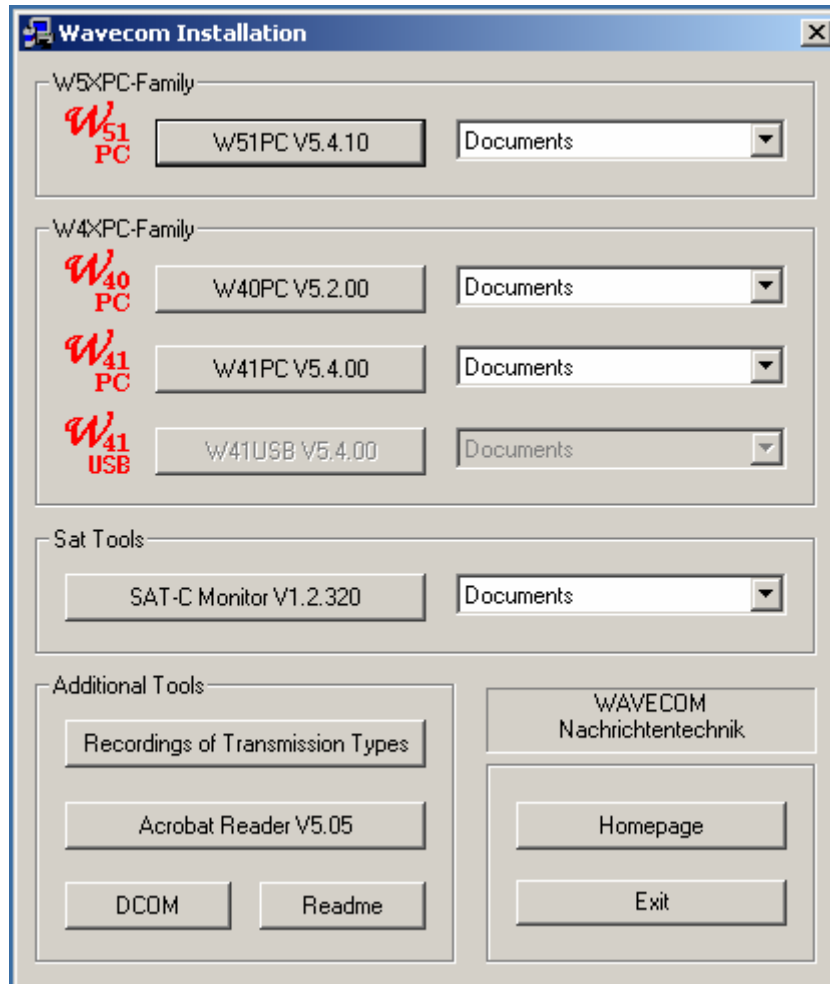 Wavecom Installation
W5XPC-Family
W51
PC
W51PC V5.4.10
Documents
W4XPC-Family
W40
PC
W40PC V5.2.00
Documents
W41
PC
W41PC V5.4.00
Documents
W41
USB
W41USB V5.4.00
Documents
Sat Tools
SAT-C Monitor V1.2.320
Documents
Additional Tools
Recordings of Transmission Types
Acrobat Reader V5.05
DCOM
Readme
WAVECOM
Nachrichtentechnik
Homepage
Exit